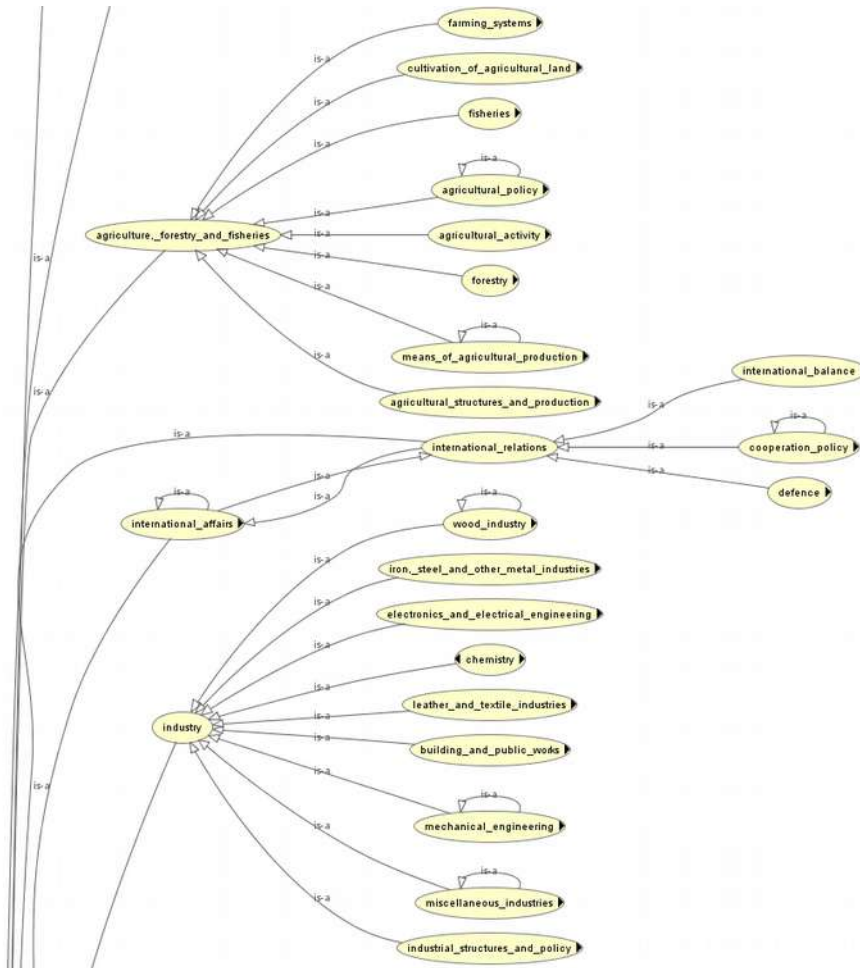 farming_systems
is-a
cultivation_of_agricultural_land
is-a
fisheries
is-a
is-a
agricultural_policy
is-a
agriculture,_forestry_and_fisheries
is-a
agricultural_activity
is-a
is-a
forestry
is-a
is-a
means_of_agricultural_production
is-a
international_balance
is-a
agricultural_structures_and_production
is-a
is-a
is-a
international_relations
is-a
cooperation_policy
is-a
is-a
defence
is-a
is-a
international_affairs
is-a
wood_industry
is-a
iron,_steel_and_other_metal_industries
is-a
electronics_and_electrical_engineering
is-a
chemistry
is-a
leather_and_textile_industries
is-a
industry
is-a
building_and_public_works
is-a
is-a
is-a
mechanical_engineering
is-a
is-a
miscellaneous_industries
is-a
industrial_structures_and_policy